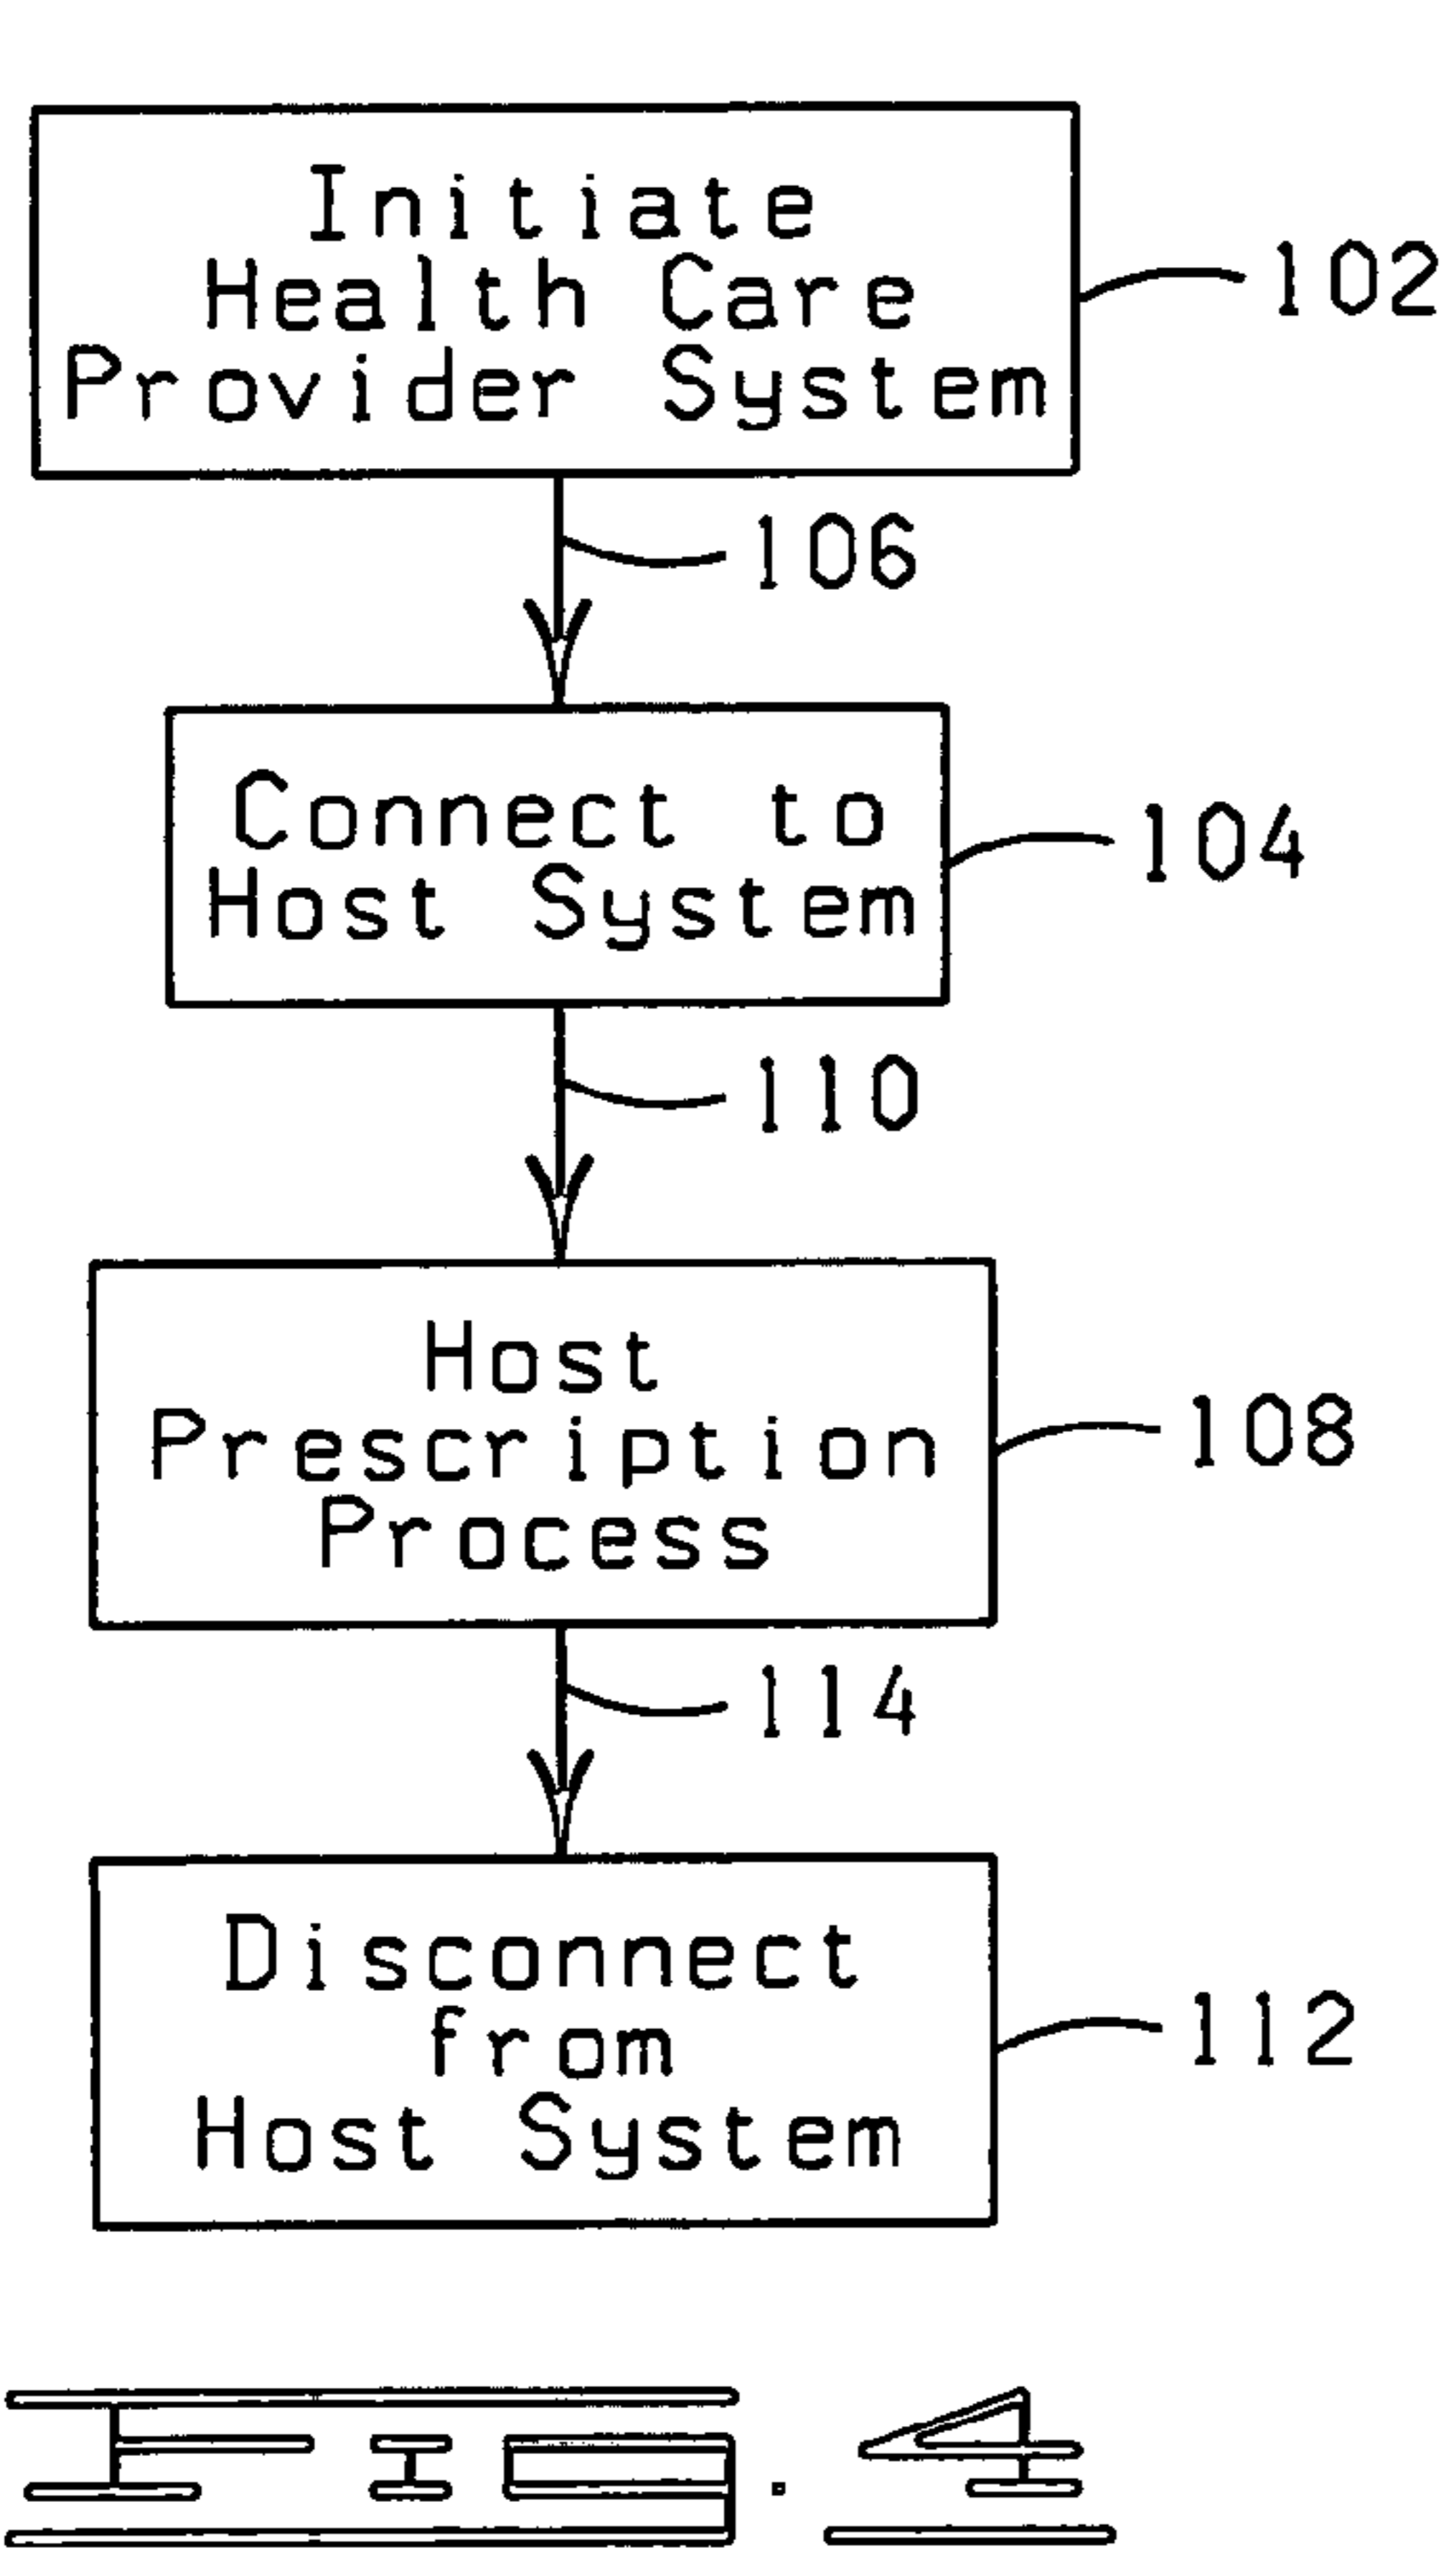 Initiate
Health Care
Provider System
102
106
Connect to
Host System
104
110
Host
Prescription
Process
108
114
Disconnect
from
Host System
112
Fig. 4